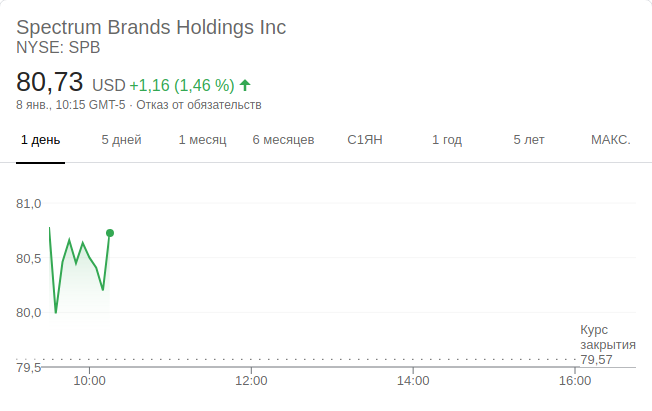 Spectrum Brands Holdings Inc
NYSE: SPB
80,73 USD +1,16 (1,46 %)
8 янв., 10:15 GMT-5 · Отказ от обязательств
1 день 5 дней 1 месяц 6 месяцев С1ЯН 1 год 5 лет МАКС.
81,0
80,5
80,0
Курс
закрытия
79,57
79,5
10:00 12:00 14:00 16:00